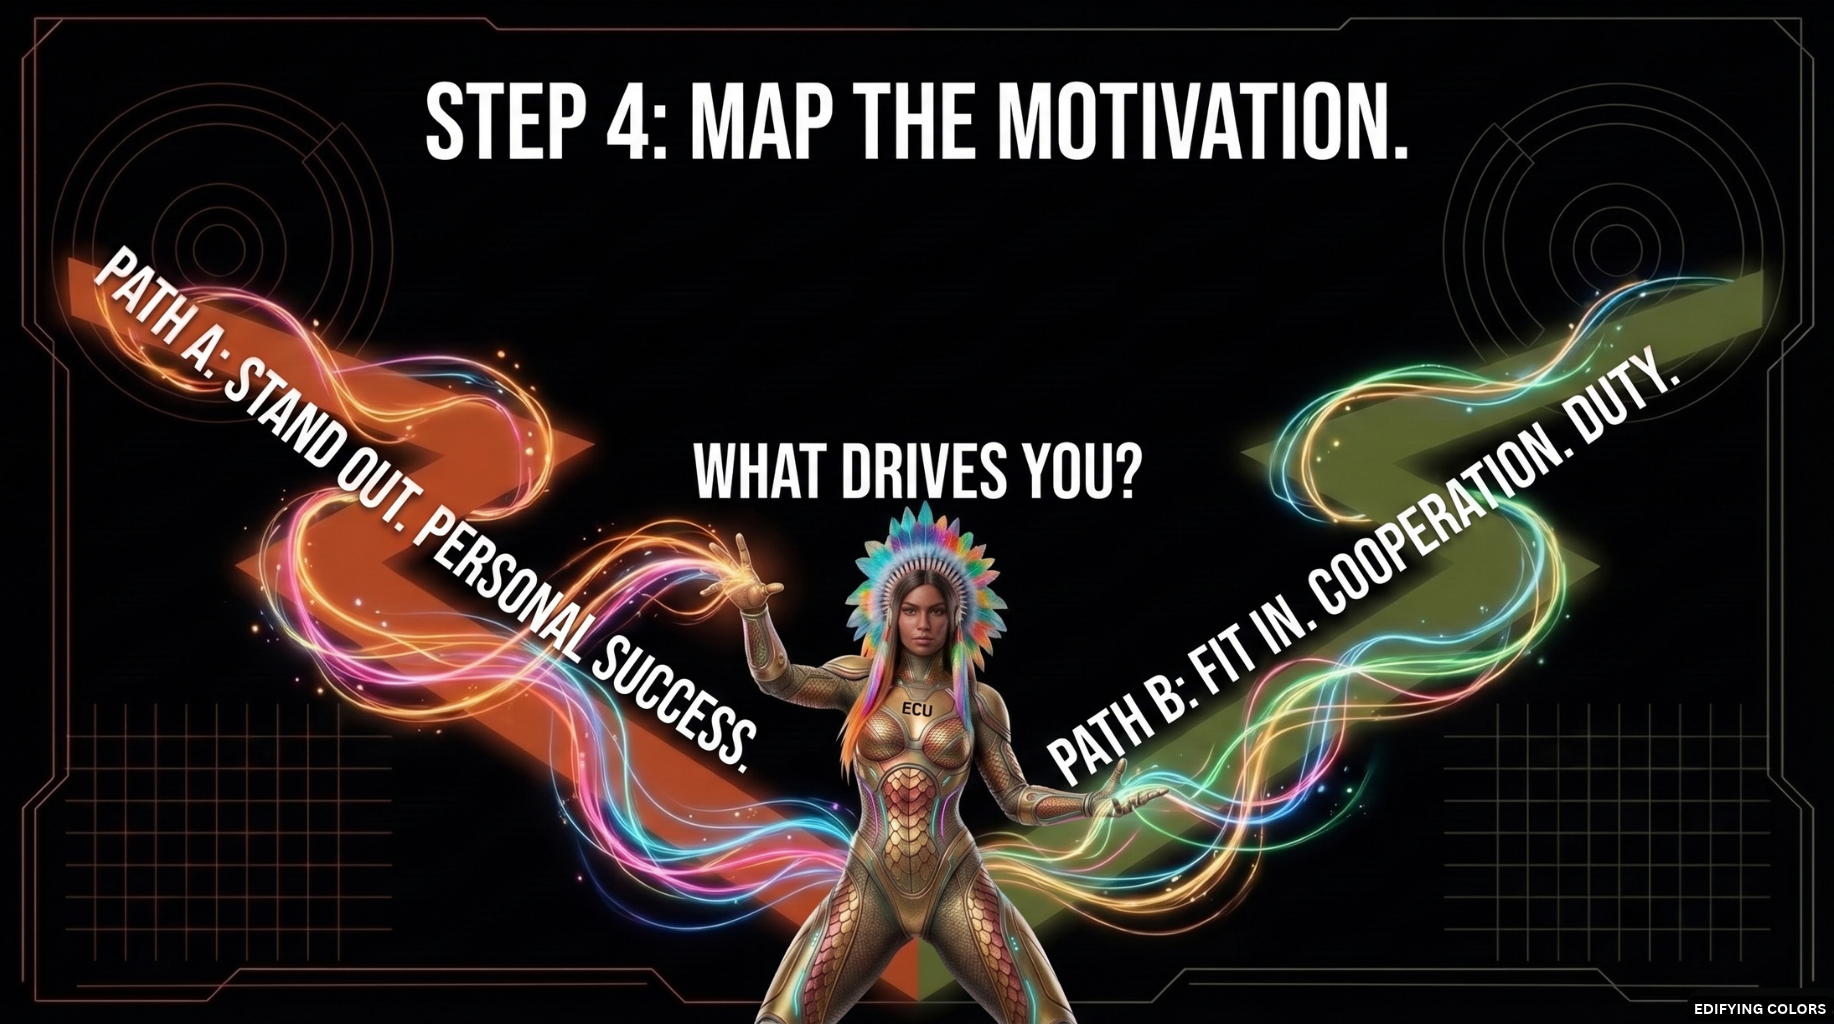 STEP 4: MAP THE MOTIVATION.
PATH A: STAND OUT. PERSONAL SUCCESS.
WHAT DRIVES YOU?
PATH B: FIT IN. COOPERATION. DUTY.
ECU
EDIFYING COLORS